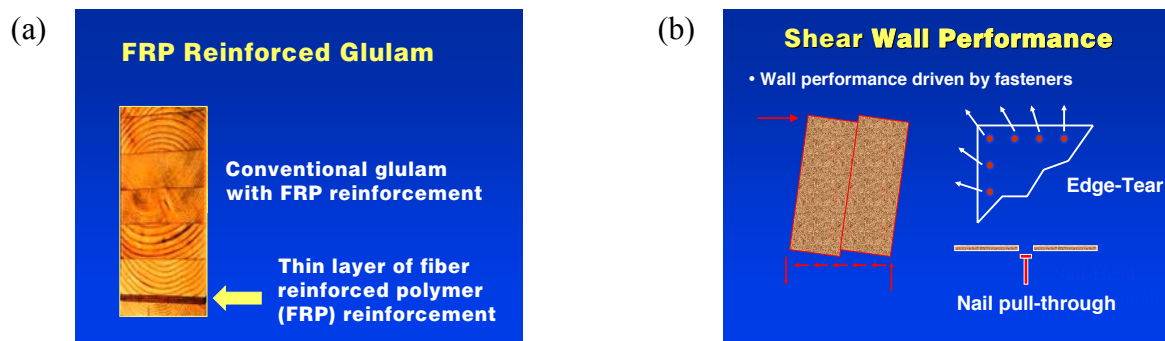 (a)
FRP Reinforced Glulam
Conventional glulam
with FRP reinforcement
Thin layer of fiber
reinforced polymer
(FRP) reinforcement
(b)
Shear Wall Performance
• Wall performance driven by fasteners
Edge-Tear
Nail pull-through